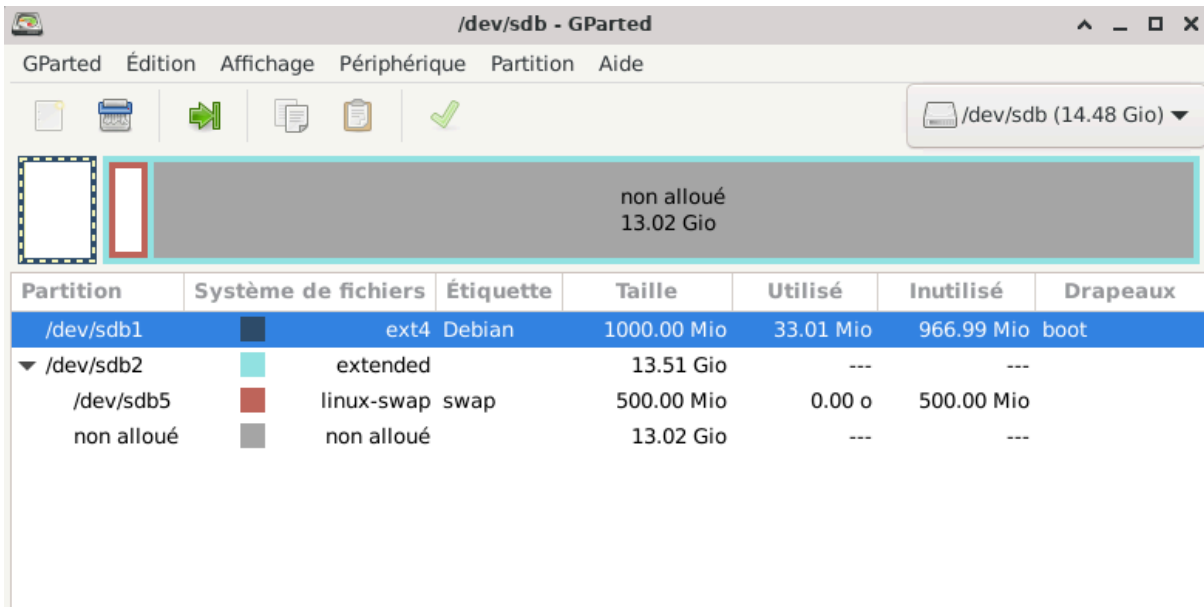 /dev/sdb - GParted
GParted Édition Affichage Périphérique Partition Aide
/dev/sdb (14.48 Gio)
non alloué
13.02 Gio
Partition Système de fichiers Étiquette Taille Utilisé Inutilisé Drapeaux
/dev/sdb1 ext4 Debian 1000.00 Mio 33.01 Mio 966.99 Mio boot
/dev/sdb2 extended 13.51 Gio --- ---
/dev/sdb5 linux-swap swap 500.00 Mio 0.00 o 500.00 Mio
non alloué non alloué 13.02 Gio --- ---